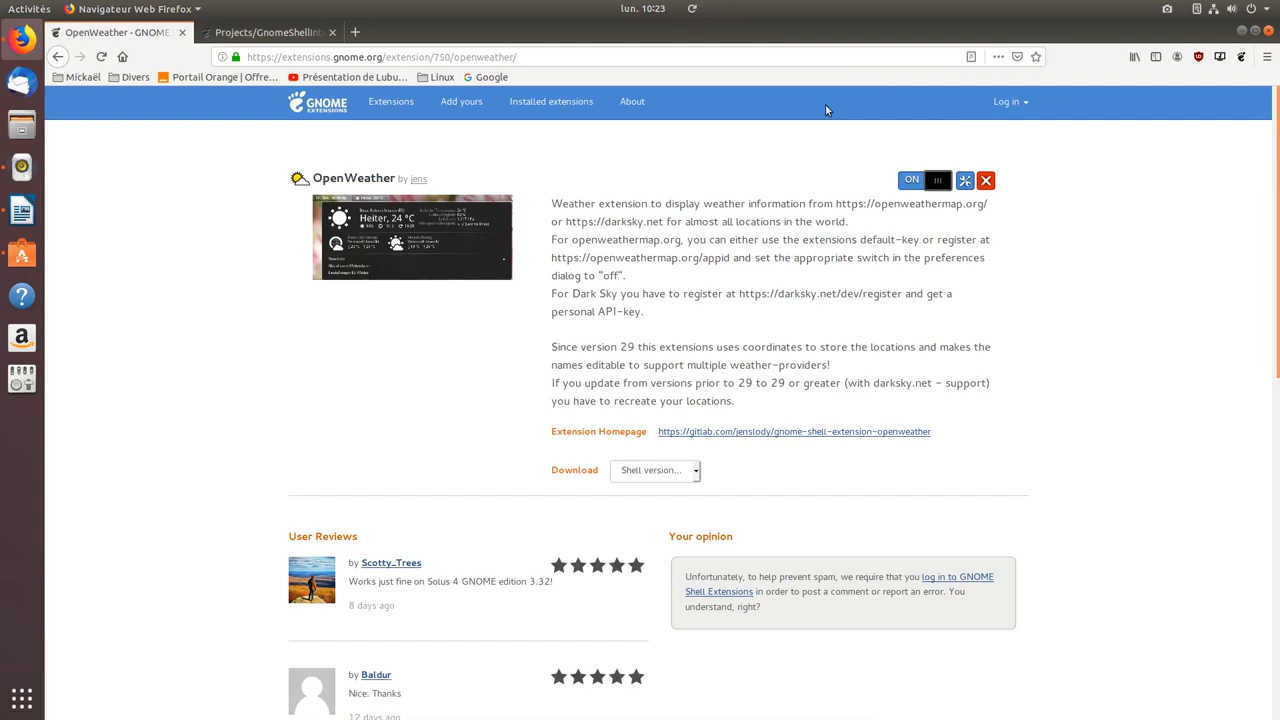 Activités
Navigateur Web Firefox
lun. 10:23
OpenWeather - GNOME S
Projects/GnomeShellInt
https://extensions.gnome.org/extension/750/openweather/
Mickaël
Divers
Portail Orange | Offre...
Présentation de Lubu...
Linux
Google
GNOME
EXTENSIONS
Extensions
Add yours
Installed extensions
About
Log in
OpenWeather by jens
ON
Heiter, 24 °C
Weather extension to display weather information from https://openweathermap.org/
or https://darksky.net for almost all locations in the world.
For openweathermap.org, you can either use the extensions default-key or register at
https://openweathermap.org/appid and set the appropriate switch in the preferences
dialog to "off".
For Dark Sky you have to register at https://darksky.net/dev/register and get a
personal API-key.
Since version 29 this extensions uses coordinates to store the locations and makes the
names editable to support multiple weather-providers!
If you update from versions prior to 29 to 29 or greater (with darksky.net - support)
you have to recreate your locations.
Extension Homepage
https://gitlab.com/jenslody/gnome-shell-extension-openweather
Download
Shell version...
User Reviews
by Scotty_Trees
Works just fine on Solus 4 GNOME edition 3.32!
8 days ago
by Baldur
Nice. Thanks
12 days ago
Your opinion
Unfortunately, to help prevent spam, we require that you log in to GNOME
Shell Extensions in order to post a comment or report an error. You
understand, right?